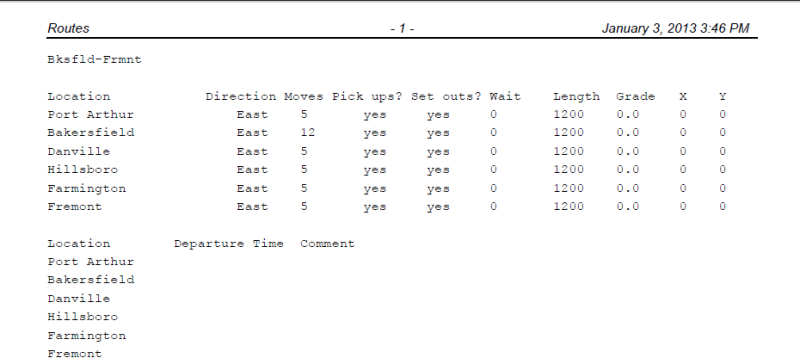 Routes - 1 - January 3, 2013 3:46 PM
Bksfld-Frmnt
Location Direction Moves Pick ups? Set outs? Wait Length Grade X Y
Port Arthur East 5 yes yes 0 1200 0.0 0 0
Bakersfield East 12 yes yes 0 1200 0.0 0 0
Danville East 5 yes yes 0 1200 0.0 0 0
Hillsboro East 5 yes yes 0 1200 0.0 0 0
Farmington East 5 yes yes 0 1200 0.0 0 0
Fremont East 5 yes yes 0 1200 0.0 0 0
Location Departure Time Comment
Port Arthur
Bakersfield
Danville
Hillsboro
Farmington
Fremont